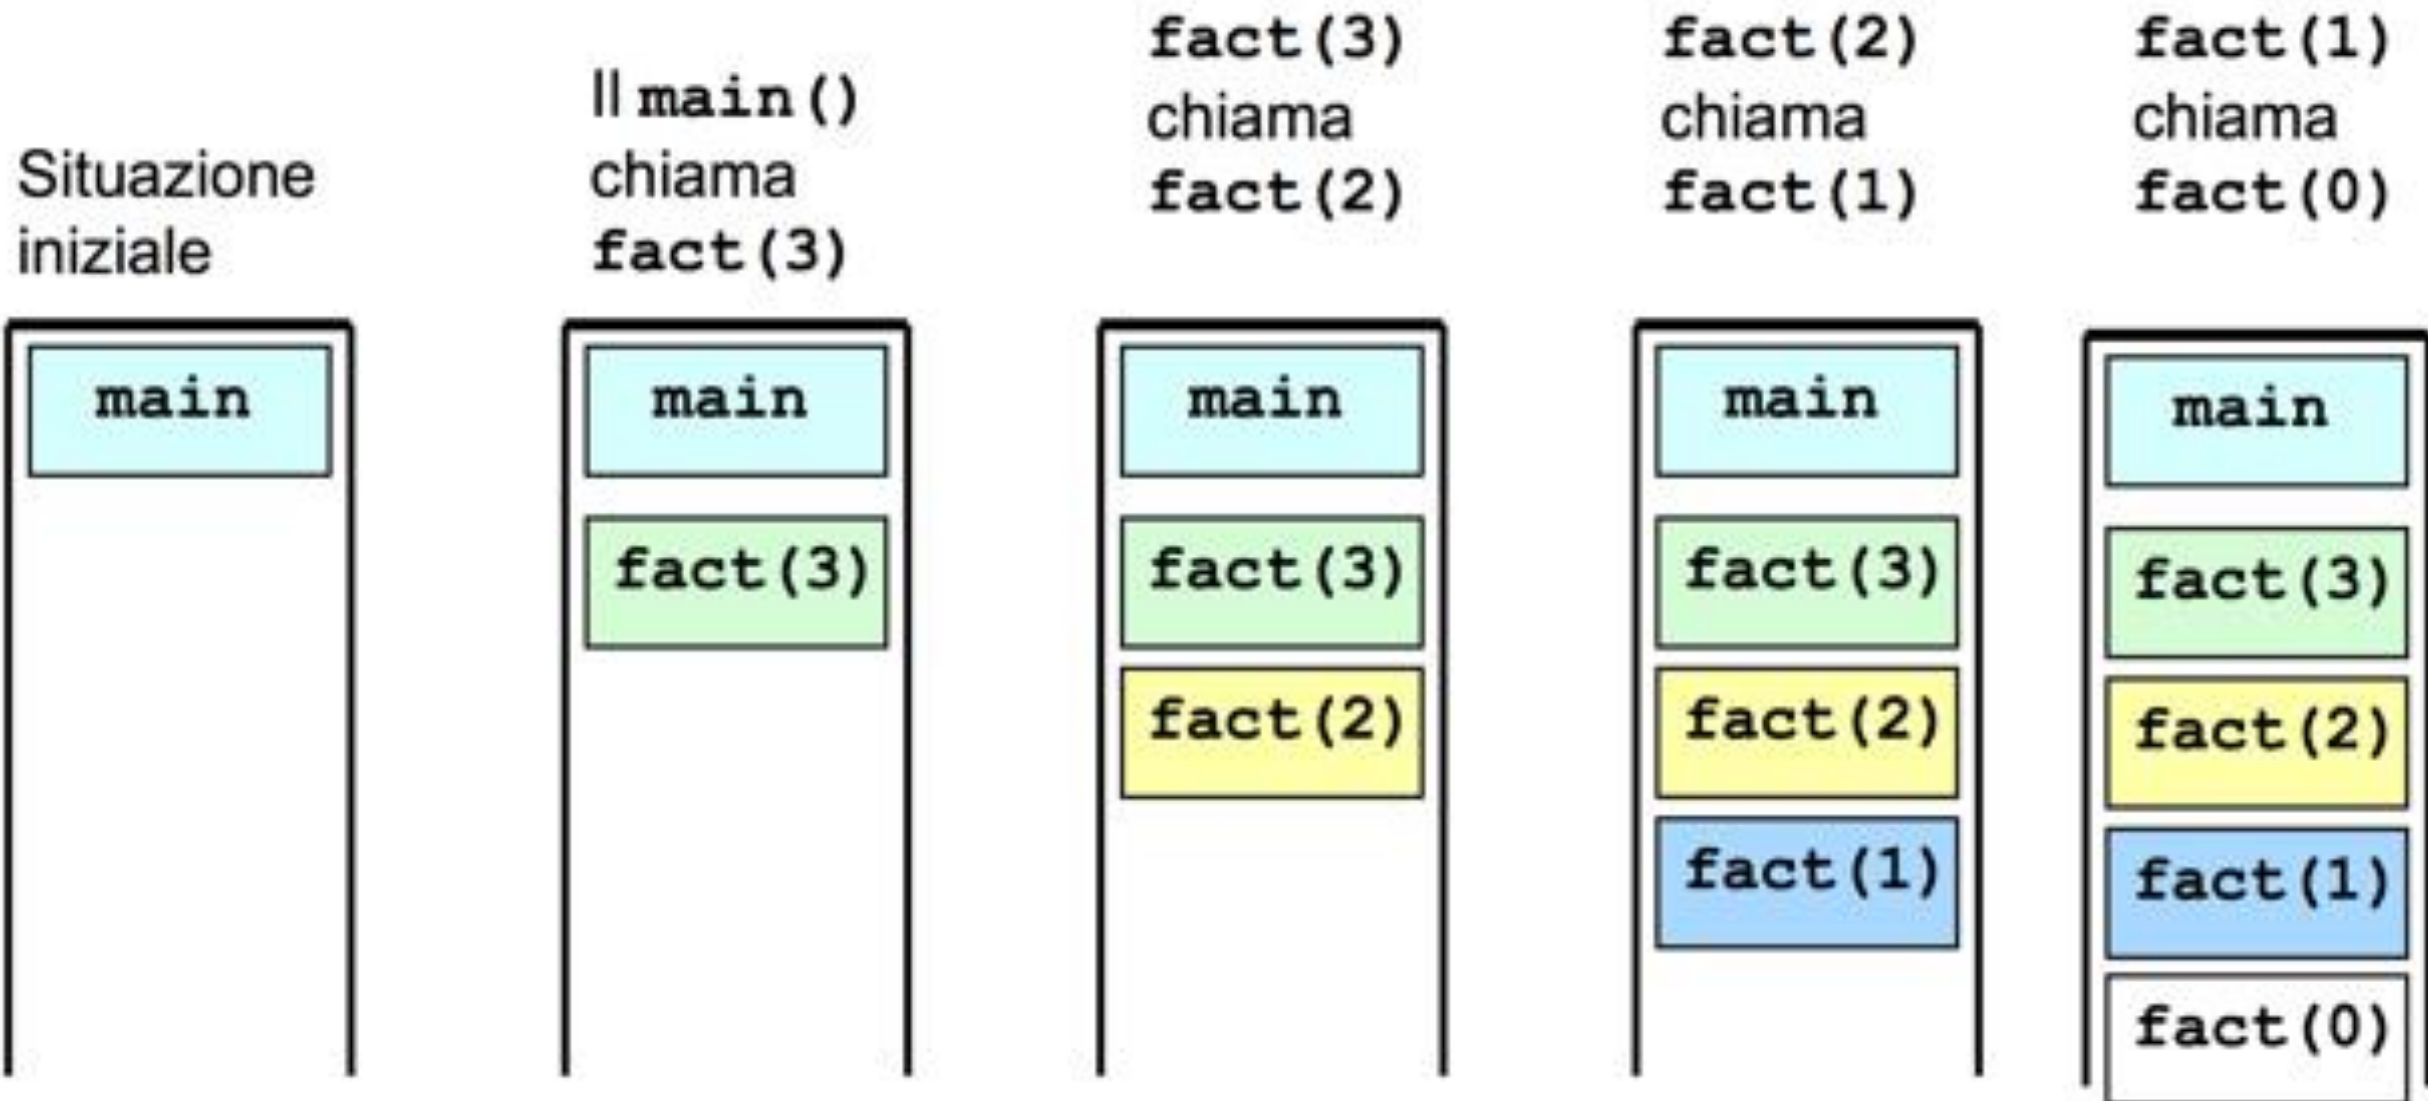 Situazione
iniziale
main
Il main()
chiama
fact(3)
main
fact(3)
fact(3)
chiama
fact(2)
main
fact(3)
fact(2)
fact(2)
chiama
fact(1)
main
fact(3)
fact(2)
fact(1)
fact(1)
chiama
fact(0)
main
fact(3)
fact(2)
fact(1)
fact(0)